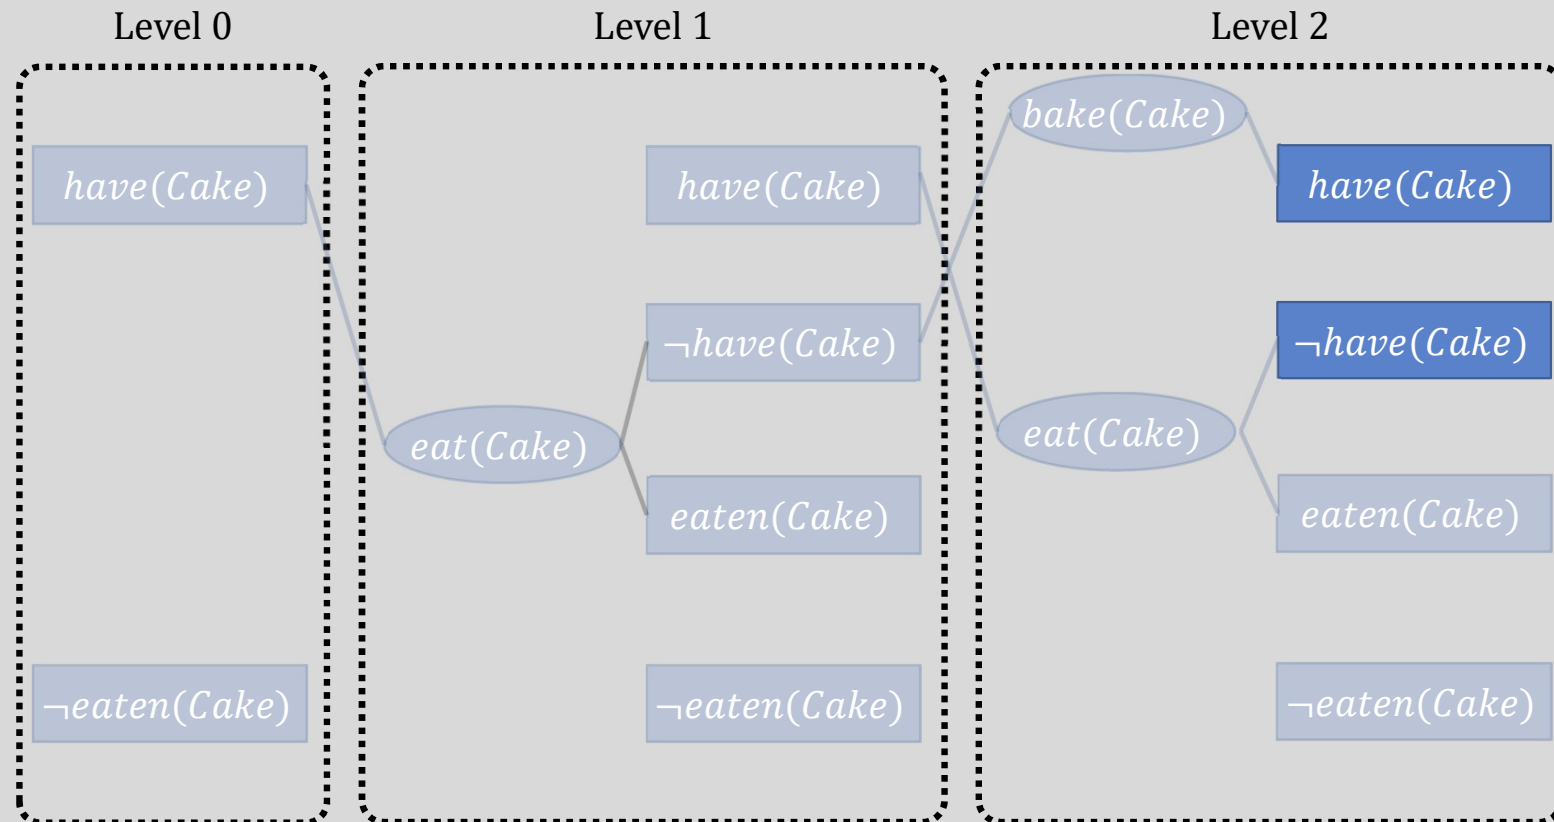 Level 0
Level 1
Level 2
bake(Cake)
have(Cake)
have(Cake)
have(Cake)
¬have(Cake)
¬have(Cake)
eat(Cake)
eat(Cake)
eaten(Cake)
eaten(Cake)
¬eaten(Cake)
¬eaten(Cake)
¬eaten(Cake)